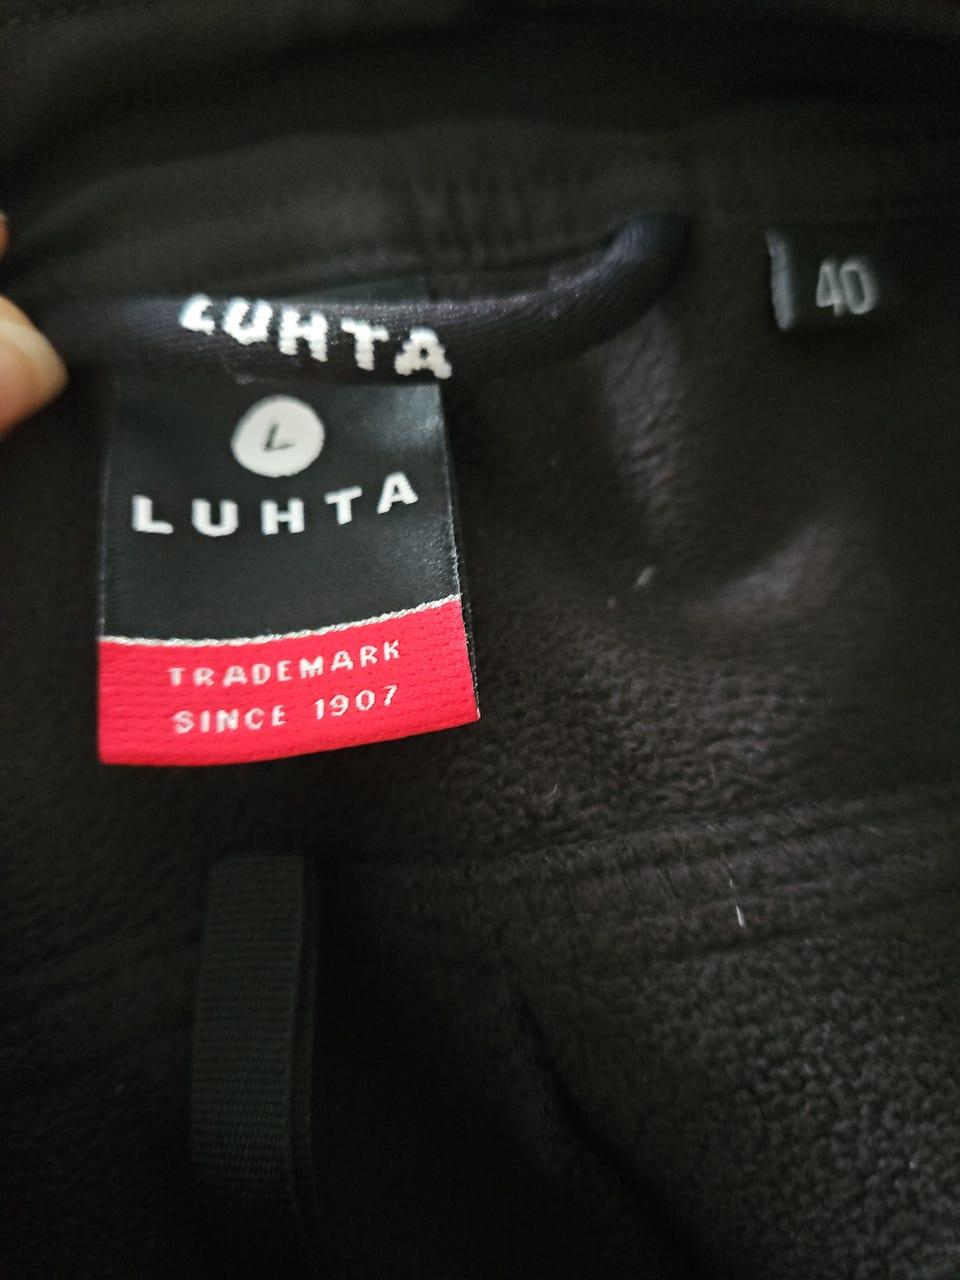 LUHTA
40
L
LUHTA
TRADEMARK
SINCE 1907